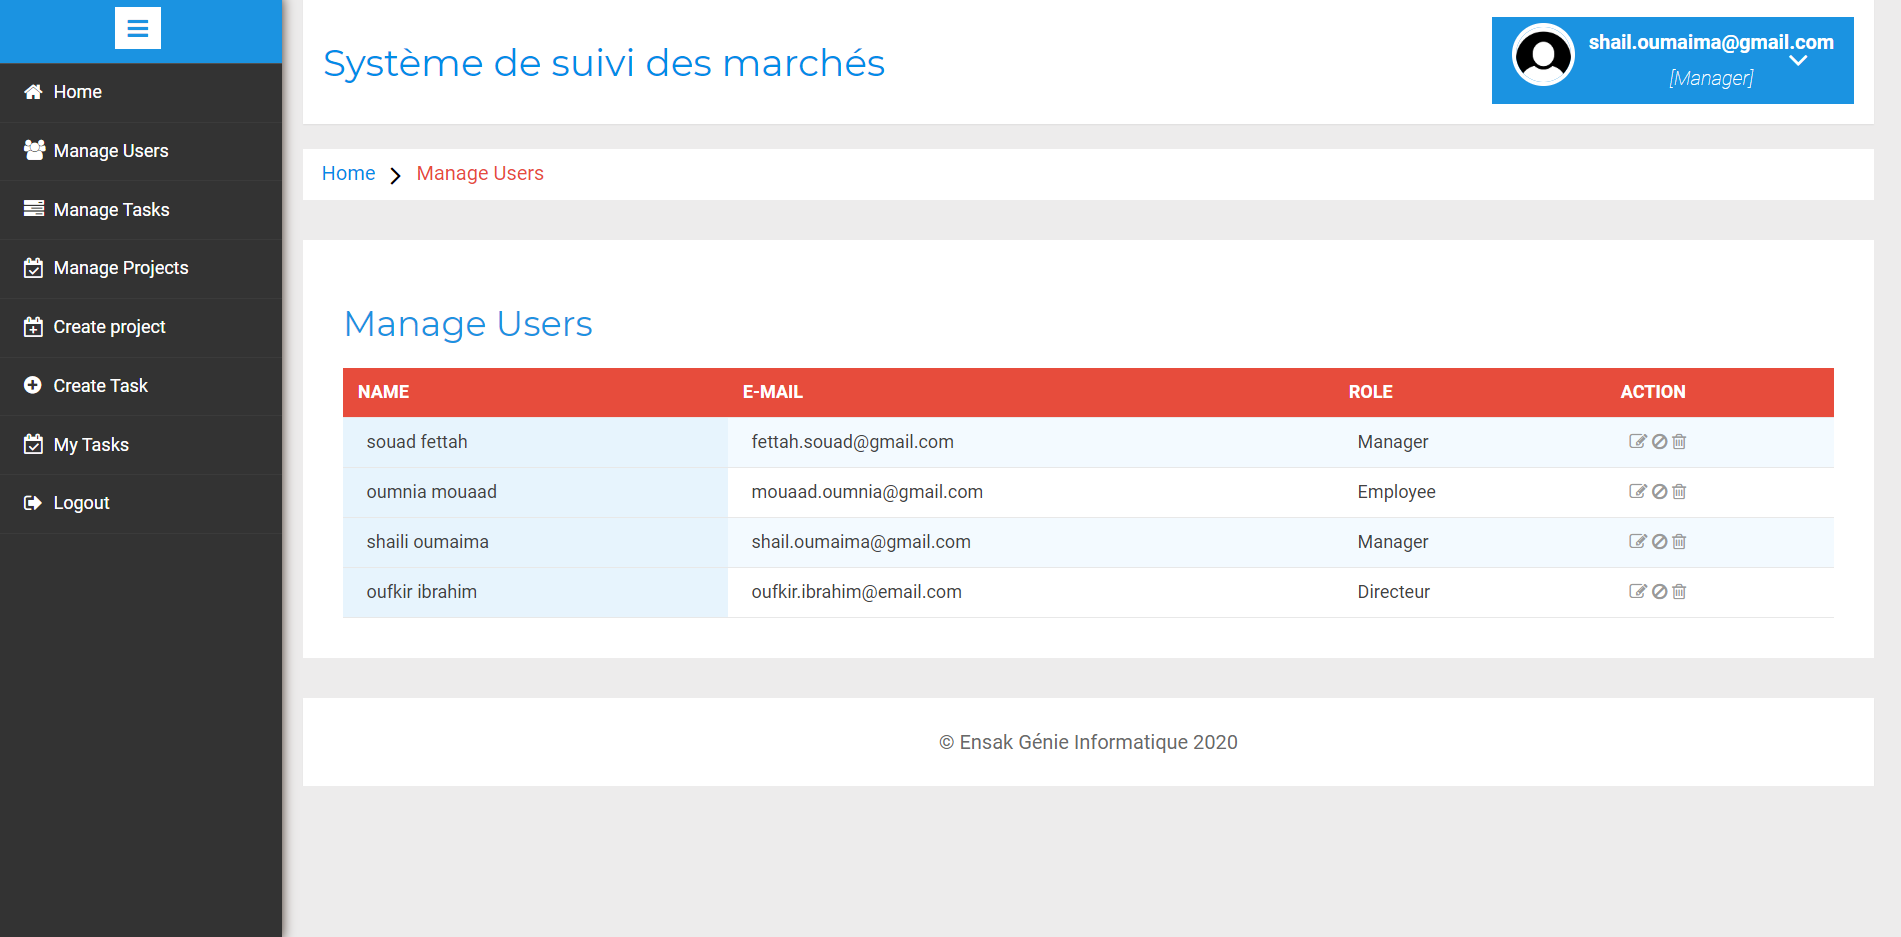 Home
Manage Users
Manage Tasks
Manage Projects
Create project
Create Task
My Tasks
Logout
Système de suivi des marchés
shail.oumaima@gmail.com
[Manager]
Home Manage Users
Manage Users
NAME E-MAIL ROLE ACTION
souad fettah fettah.souad@gmail.com Manager
oumnia mouaad mouaad.oumnia@gmail.com Employee
shaili oumaima shail.oumaima@gmail.com Manager
oufkir ibrahim oufkir.ibrahim@email.com Directeur
© Ensak Génie Informatique 2020